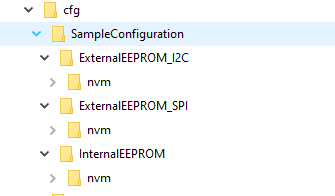 cfg
SampleConfiguration
ExternalEEPROM_I2C
nvm
ExternalEEPROM_SPI
nvm
InternalEEPROM
nvm